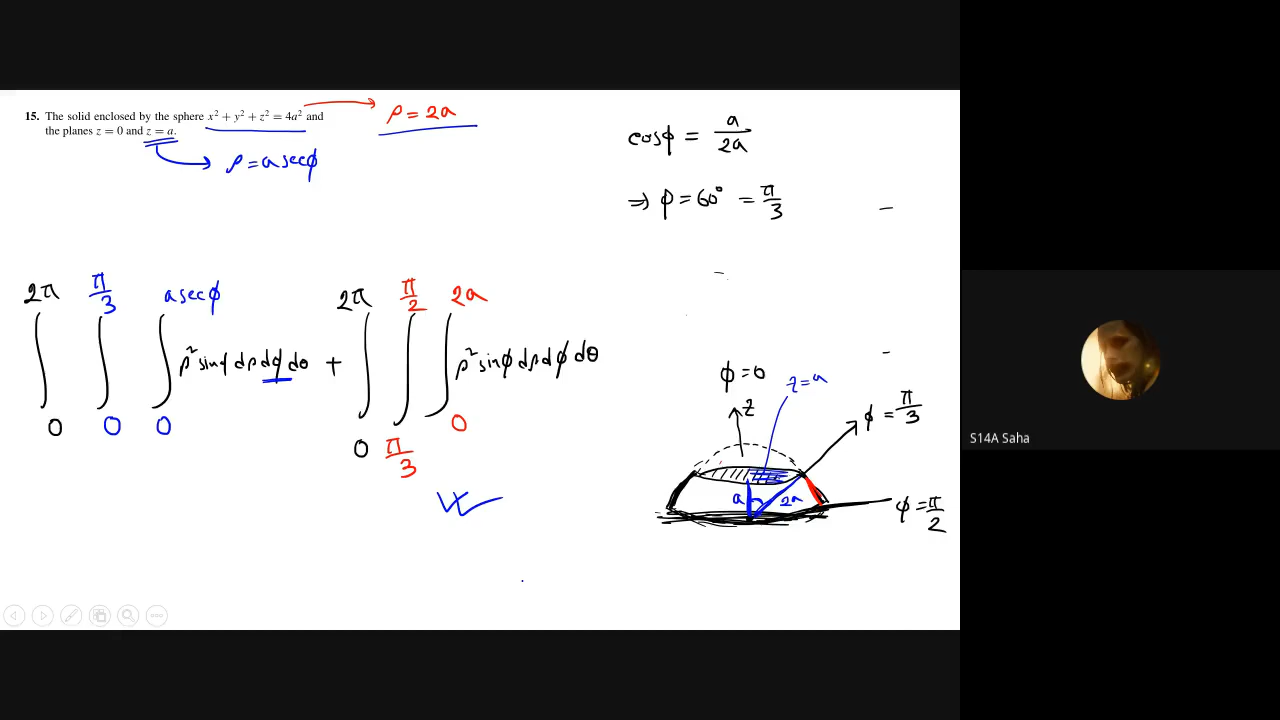 15. The solid enclosed by the sphere x² + y² + z² = 4a² and
the planes z = 0 and z = a.
ρ = 2a
ρ = a secϕ
cosϕ = a/2a
⇒ ϕ = 60° = π/3
∫₀^2π ∫₀^π/3 ∫₀^a secϕ ρ² sinϕ dρ dϕ dθ + ∫₀^2π ∫_π/3^π/2 ∫₀^2a ρ² sinϕ dρ dϕ dθ
ϕ = 0
z = a
z
ϕ = π/3
a
2a
ϕ = π/2
S14A Saha